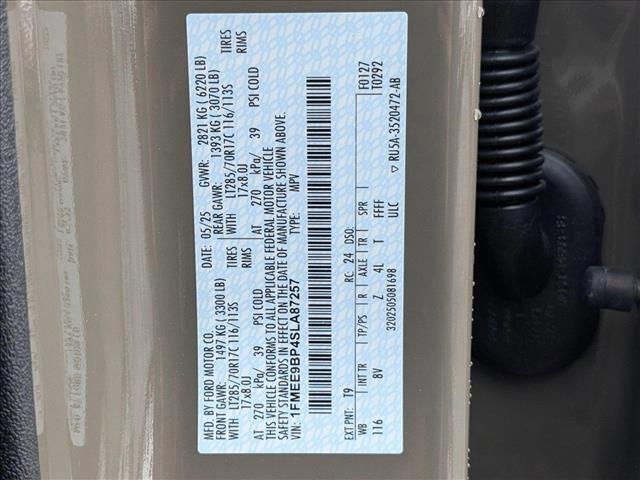 MFD. BY FORD MOTOR CO.
05/25 GVWR: 2821 KG ( 6220 LB)
FRONT GAWR: 1497 KG ( 3300 LB) REAR GAWR: 1393 KG ( 3070 LB)
WITH LT285/70R17C 116/113S WITH LT285/70R17C 116/113S TIRES
17x8.0J RIMS 17x8.0J RIMS
AT 270 kPa/ 39 PSI COLD AT 270 kPa/ 39 PSI COLD
THIS VEHICLE CONFORMS TO ALL APPLICABLE FEDERAL MOTOR VEHICLE
SAFETY STANDARDS IN EFFECT ON THE DATE OF MANUFACTURE SHOWN ABOVE.
VIN: 1FMEE9BP4SLA87257 TYPE: MPV
EXT PNT: T9 RC: 24 DSO: F0127
T0292
WB INT TR TP/PS R AXLE TR SPR
116 8V Z 4L T FFFF
ULC
3202505081698
▽ RU5A-3520472-AB